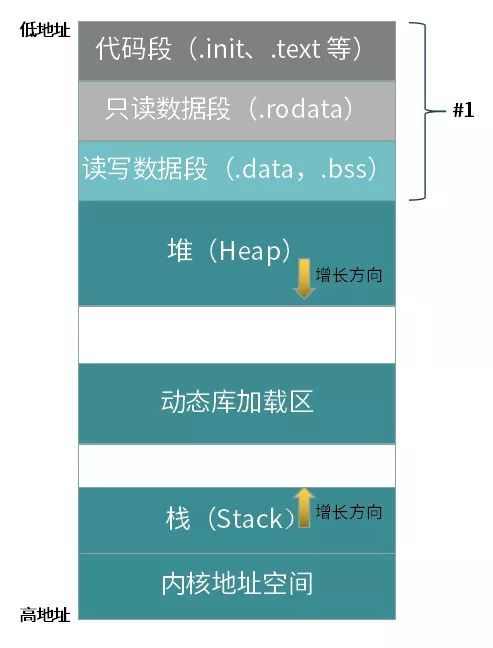 低地址
代码段（.init、.text 等）
#1
只读数据段（.rodata）
读写数据段（.data，.bss）
堆（Heap）
增长方向
动态库加载区
栈（Stack）
增长方向
内核地址空间
高地址